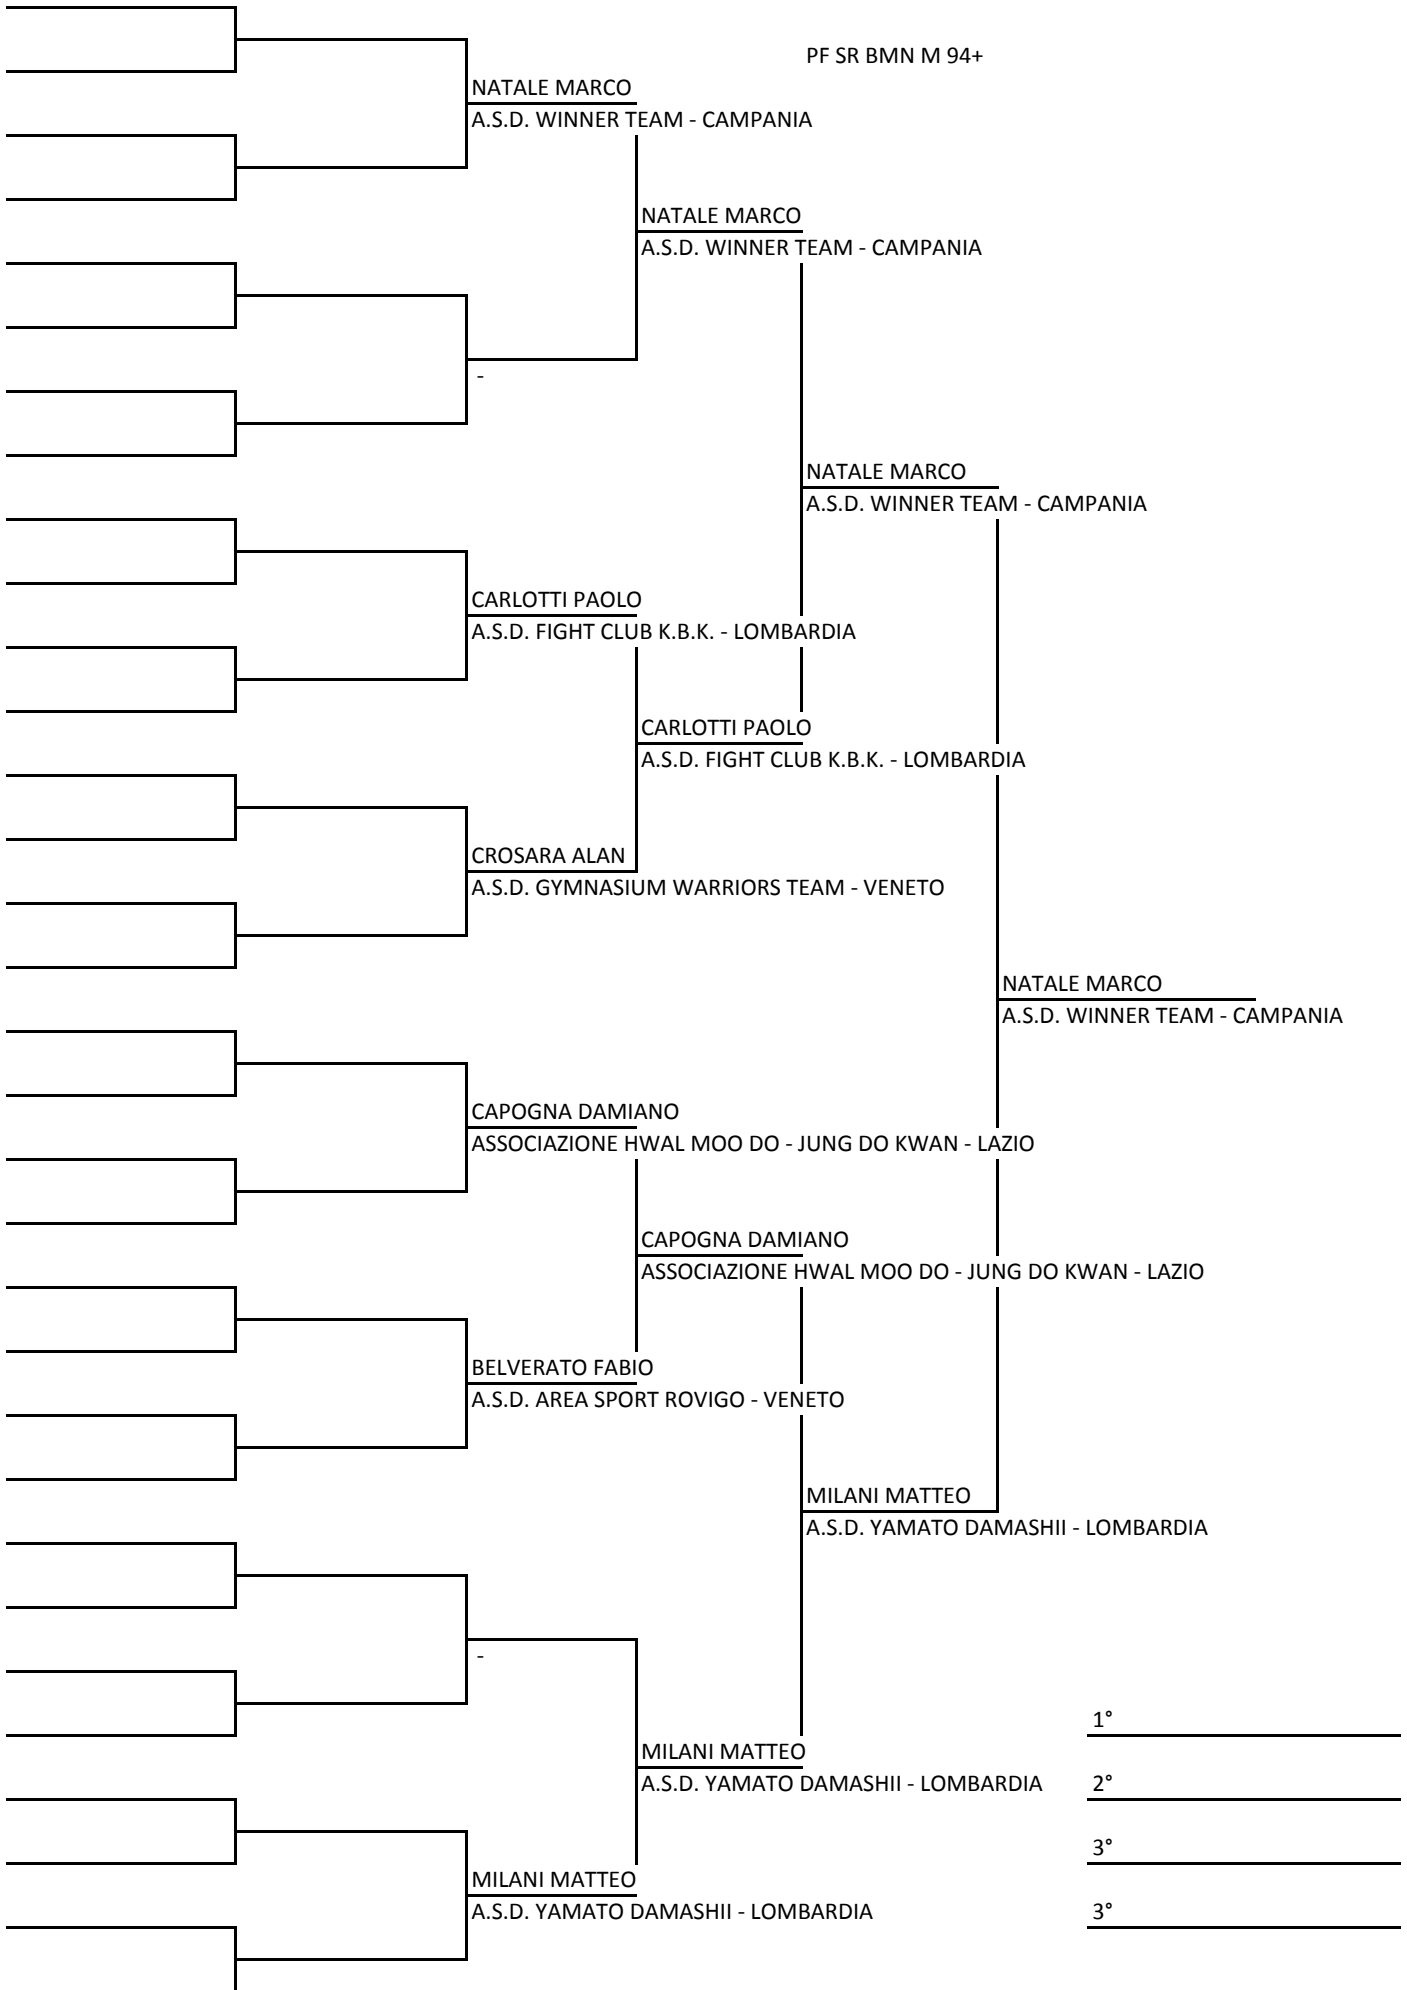 PF SR BMN M 94+
NATALE MARCO
A.S.D. WINNER TEAM - CAMPANIA
NATALE MARCO
A.S.D. WINNER TEAM - CAMPANIA
-
NATALE MARCO
A.S.D. WINNER TEAM - CAMPANIA
CARLOTTI PAOLO
A.S.D. FIGHT CLUB K.B.K. - LOMBARDIA
CARLOTTI PAOLO
A.S.D. FIGHT CLUB K.B.K. - LOMBARDIA
CROSARA ALAN
A.S.D. GYMNASIUM WARRIORS TEAM - VENETO
NATALE MARCO
A.S.D. WINNER TEAM - CAMPANIA
CAPOGNA DAMIANO
ASSOCIAZIONE HWAL MOO DO - JUNG DO KWAN - LAZIO
CAPOGNA DAMIANO
ASSOCIAZIONE HWAL MOO DO - JUNG DO KWAN - LAZIO
BELVERATO FABIO
A.S.D. AREA SPORT ROVIGO - VENETO
MILANI MATTEO
A.S.D. YAMATO DAMASHII - LOMBARDIA
-
1°
MILANI MATTEO
A.S.D. YAMATO DAMASHII - LOMBARDIA
2°
3°
MILANI MATTEO
A.S.D. YAMATO DAMASHII - LOMBARDIA
3°